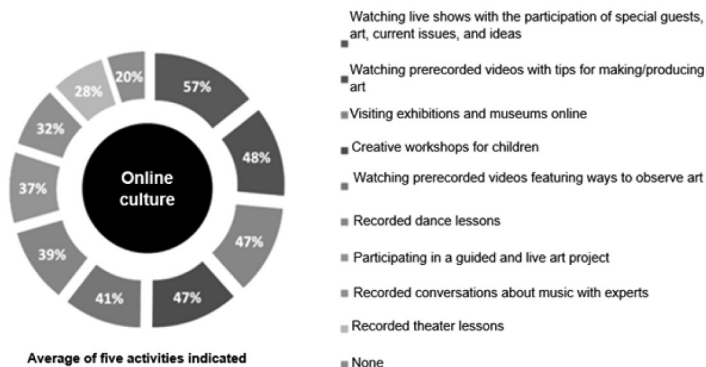 57%
48%
47%
47%
41%
39%
37%
32%
28%
20%
Online
culture
Average of five activities indicated
Watching live shows with the participation of special guests,
art, current issues, and ideas
Watching prerecorded videos with tips for making/producing
art
Visiting exhibitions and museums online
Creative workshops for children
Watching prerecorded videos featuring ways to observe art
Recorded dance lessons
Participating in a guided and live art project
Recorded conversations about music with experts
Recorded theater lessons
None